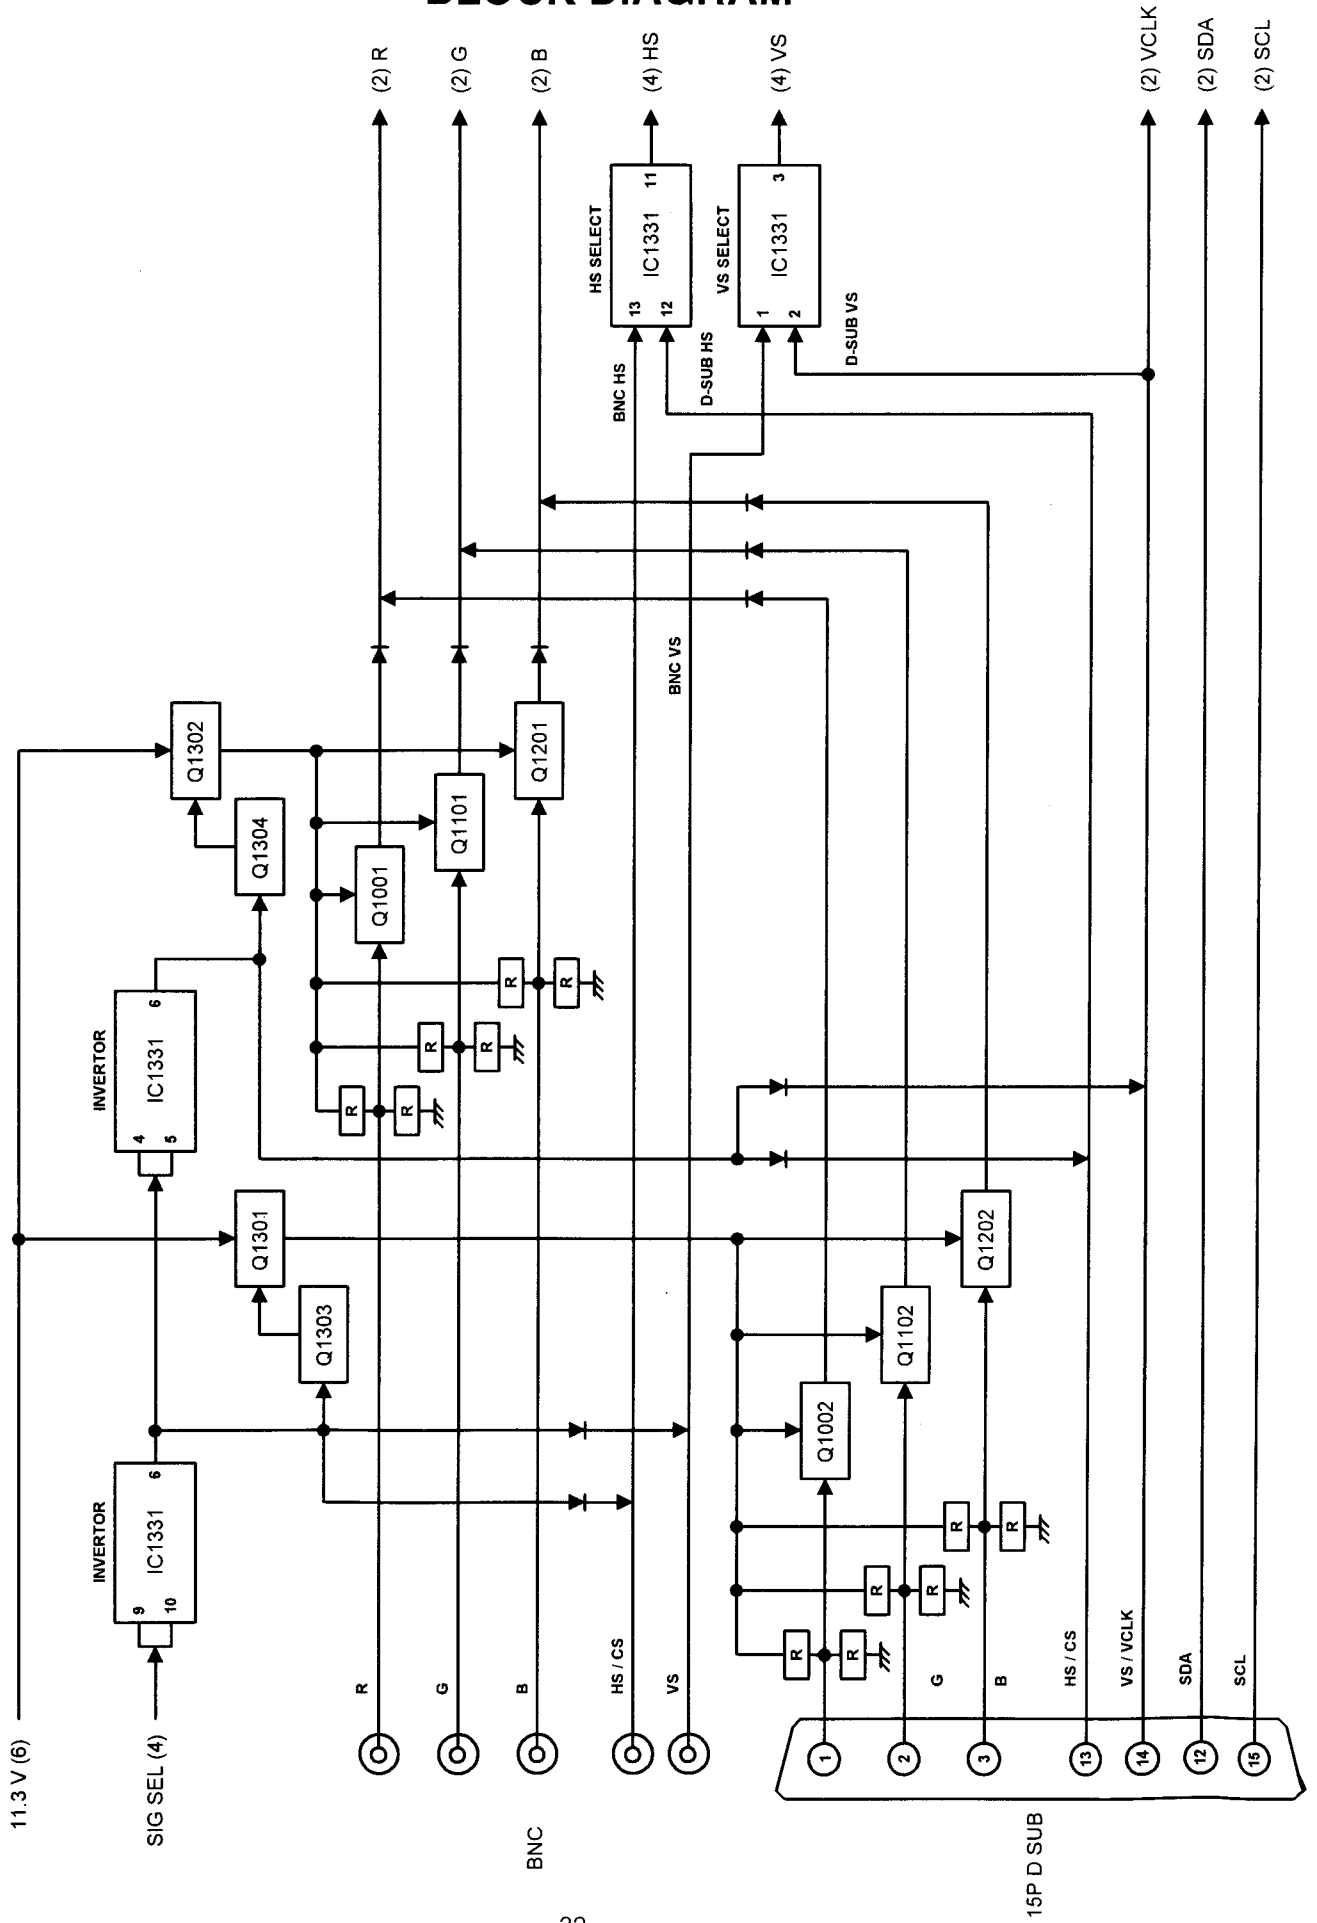 BLOCK DIAGRAM
11.3 V (6)
SIG SEL (4)
INVERTOR
9
10
IC1331
6
INVERTOR
4
5
IC1331
6
Q1303
Q1301
Q1304
Q1302
BNC
R
G
B
HS / CS
VS
R
R
R
R
R
R
Q1001
Q1101
Q1201
BNC VS
BNC HS
D-SUB HS
D-SUB VS
HS SELECT
13
12
IC1331
11
VS SELECT
1
2
IC1331
3
(2) R
(2) G
(2) B
(4) HS
(4) VS
(2) VCLK
(2) SDA
(2) SCL
15P D SUB
1
2
3
13
14
12
15
G
B
HS / CS
VS / VCLK
SDA
SCL
R
R
R
R
R
R
Q1002
Q1102
Q1202